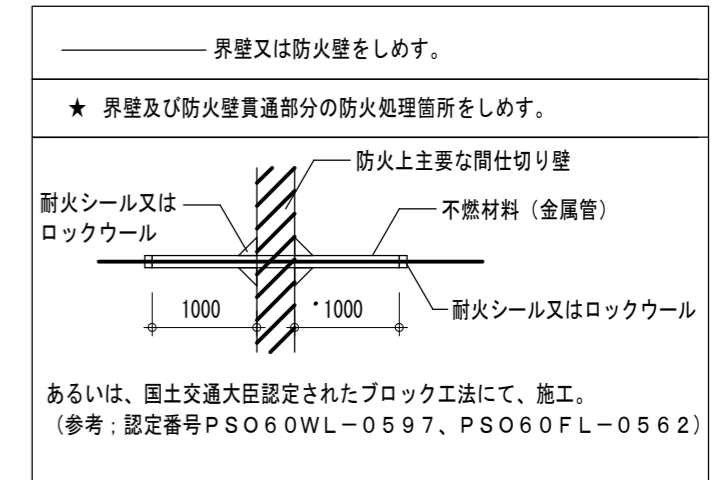 界壁又は防火壁をしめす。
★ 界壁及び防火壁貫通部分の防火処理箇所をしめす。
防火上主要な間仕切り壁
耐火シール又は
ロックウール
不燃材料（金属管）
1000
1000
耐火シール又はロックウール
あるいは、国土交通大臣認定されたブロック工法にて、施工。
（参考；認定番号ＰＳＯ６０ＷＬ－０５９７、ＰＳＯ６０ＦＬ－０５６２）